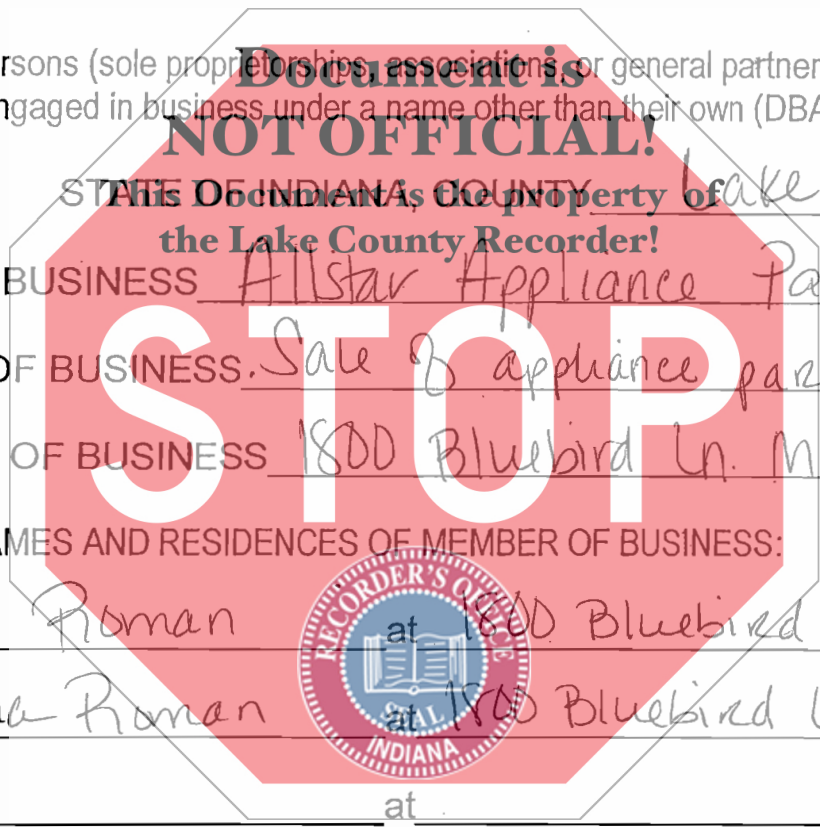 rsons (sole proprietorships, associations, or general partner
Document is
ngaged in business under a name other than their own (DBA
NOT OFFICIAL!
STATE OF INDIANA, COUNTY Lake
This Document is the property of
the Lake County Recorder!
BUSINESS Allstar Appliance Pa
OF BUSINESS. Sale of appliance par
OF BUSINESS 1800 Bluebird Ln. M
STOP
MES AND RESIDENCES OF MEMBER OF BUSINESS:
Roman at 1800 Bluebird
a Roman at 1800 Bluebird L
at
RECORDER'S OFFICE
SEAL
INDIANA